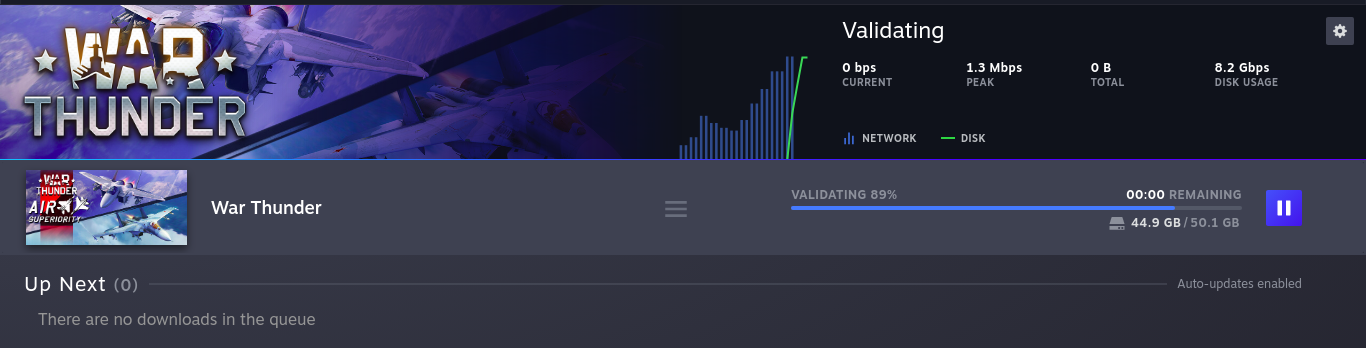 WAR
THUNDER
Validating
0 bps
CURRENT
1.3 Mbps
PEAK
0 B
TOTAL
8.2 Gbps
DISK USAGE
NETWORK
DISK
WAR
THUNDER
AIR
SUPERIORITY
War Thunder
VALIDATING 89%
00:00 REMAINING
44.9 GB / 50.1 GB
Up Next (0)
Auto-updates enabled
There are no downloads in the queue